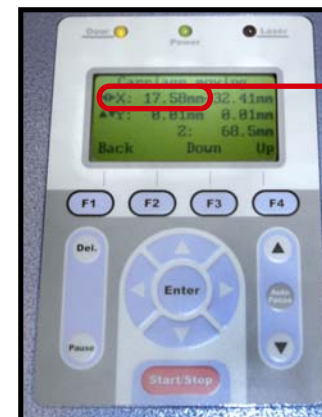 Door Power Laser
Carriage moving
X: 17.58mm 32.41mm
Y: 0.01mm 0.01mm
Z: 68.5mm
Back Down Up
F1 F2 F3 F4
Del.
Enter
Auto
Focus
Pause
Start/Stop